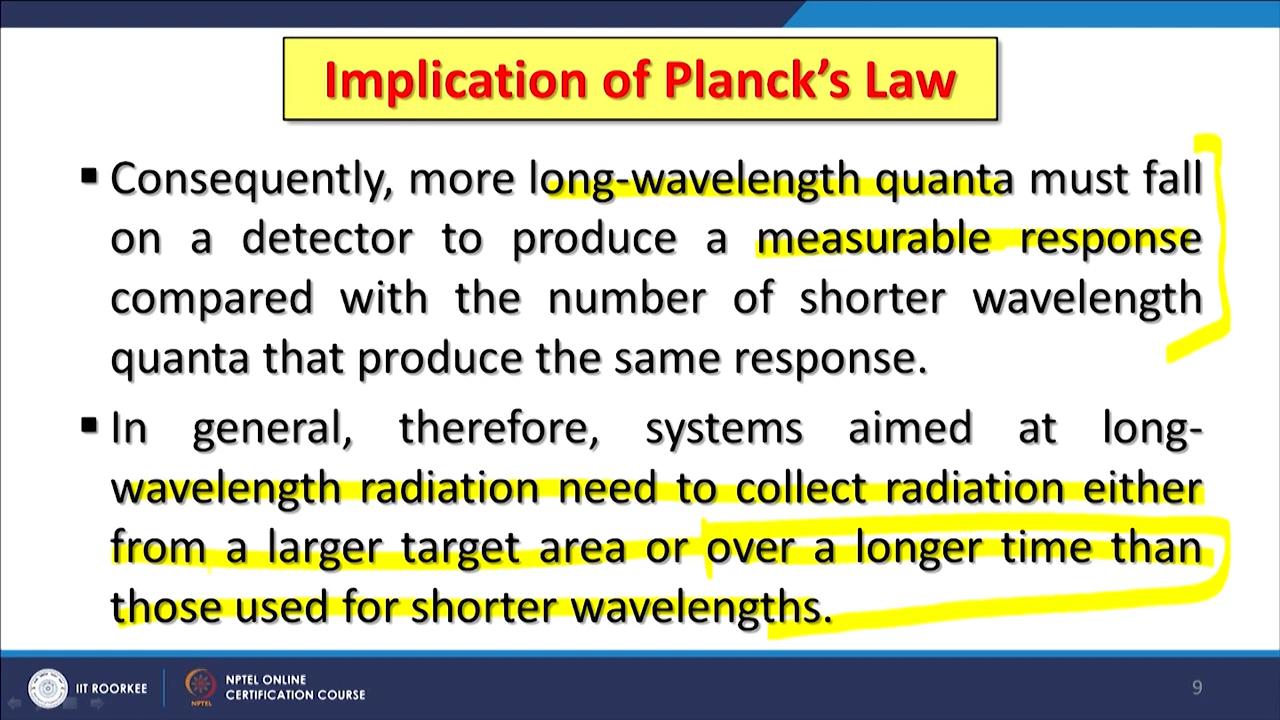 Implication of Planck’s Law
▪ Consequently, more long-wavelength quanta must fall
on a detector to produce a measurable response
compared with the number of shorter wavelength
quanta that produce the same response.
▪ In general, therefore, systems aimed at long-
wavelength radiation need to collect radiation either
from a larger target area or over a longer time than
those used for shorter wavelengths.
IIT ROORKEE
NPTEL
NPTEL ONLINE
CERTIFICATION COURSE
9